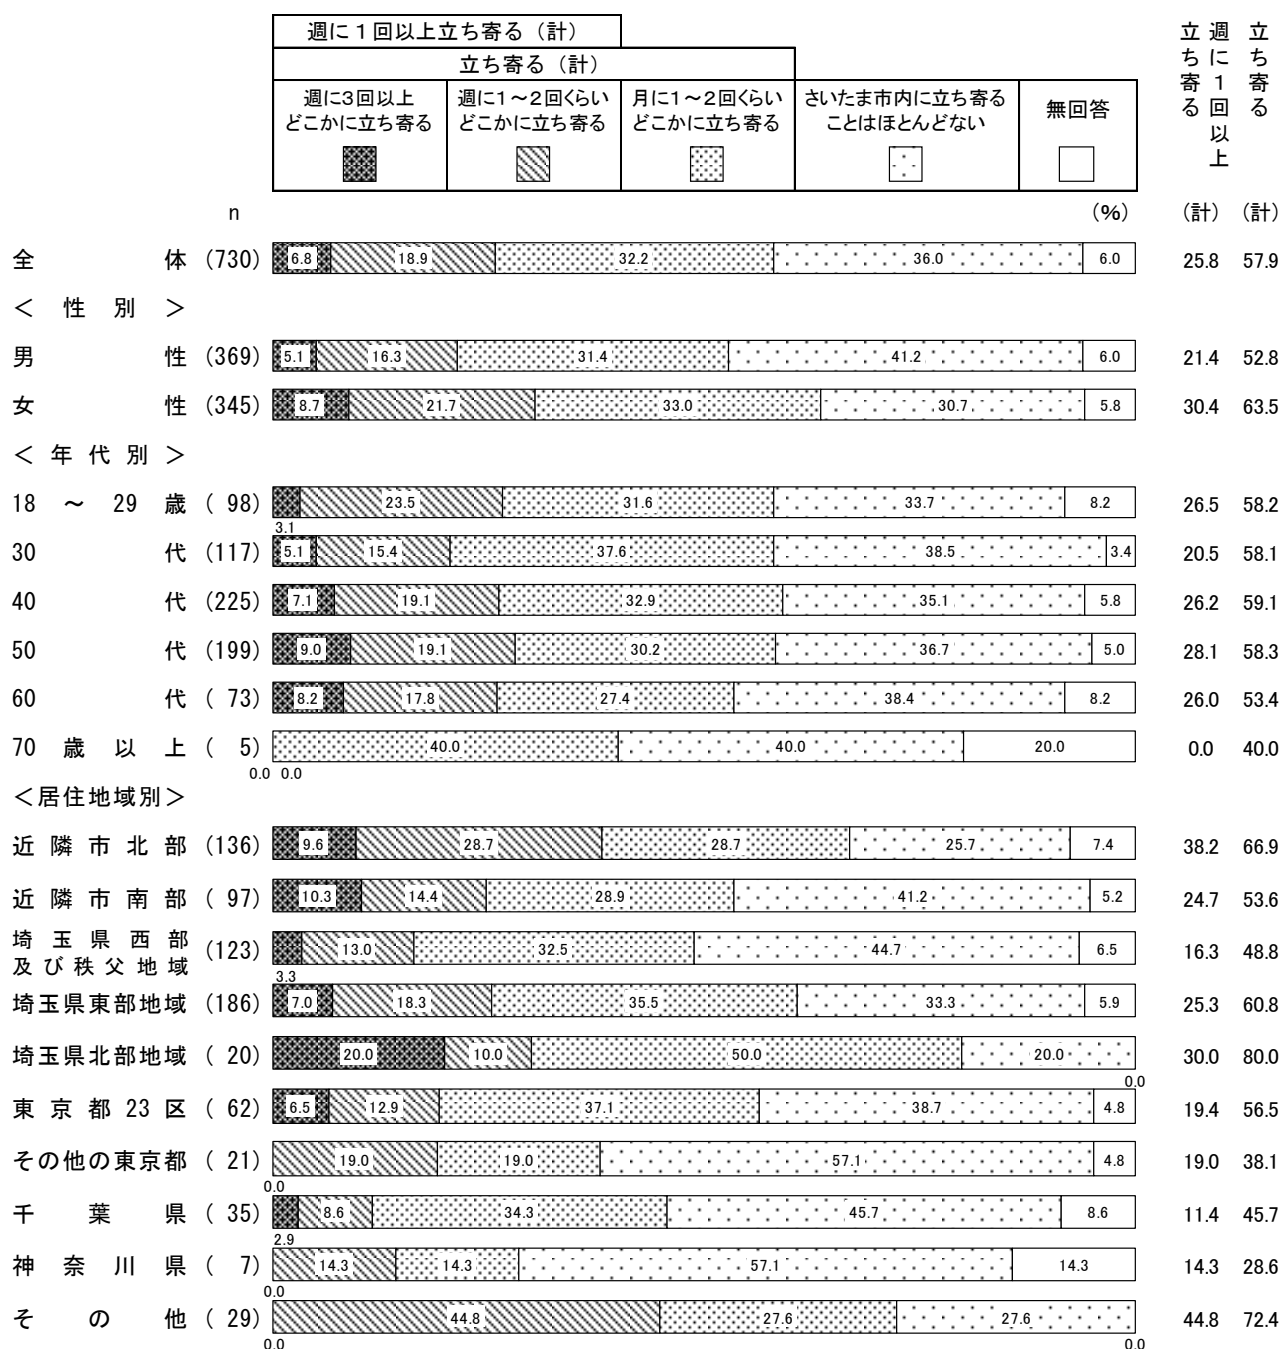 週に１回以上立ち寄る（計）
立ち寄る（計）
週に3回以上
どこかに立ち寄る
週に1～2回くらい
どこかに立ち寄る
月に1～2回くらい
どこかに立ち寄る
さいたま市内に立ち寄る
ことはほとんどない
無回答
週に１回以上
立ち寄る
立ち寄る
n
(%)
(計) (計)
全体 (730) 6.8 18.9 32.2 36.0 6.0 25.8 57.9
＜性別＞
男性 (369) 5.1 16.3 31.4 41.2 6.0 21.4 52.8
女性 (345) 8.7 21.7 33.0 30.7 5.8 30.4 63.5
＜年代別＞
18～29歳 ( 98) 23.5 31.6 33.7 8.2 26.5 58.2
3.1
30代 (117) 5.1 15.4 37.6 38.5 3.4 20.5 58.1
40代 (225) 7.1 19.1 32.9 35.1 5.8 26.2 59.1
50代 (199) 9.0 19.1 30.2 36.7 5.0 28.1 58.3
60代 ( 73) 8.2 17.8 27.4 38.4 8.2 26.0 53.4
70歳以上 ( 5) 40.0 40.0 20.0 0.0 40.0
0.0 0.0
＜居住地域別＞
近隣市北部 (136) 9.6 28.7 28.7 25.7 7.4 38.2 66.9
近隣市南部 ( 97) 10.3 14.4 28.9 41.2 5.2 24.7 53.6
埼玉県西部
及び秩父地域 (123) 13.0 32.5 44.7 6.5 16.3 48.8
3.3
埼玉県東部地域 (186) 7.0 18.3 35.5 33.3 5.9 25.3 60.8
埼玉県北部地域 ( 20) 20.0 10.0 50.0 20.0 30.0 80.0
0.0
東京都23区 ( 62) 6.5 12.9 37.1 38.7 4.8 19.4 56.5
その他の東京都 ( 21) 19.0 19.0 57.1 4.8 19.0 38.1
0.0
千葉県 ( 35) 8.6 34.3 45.7 8.6 11.4 45.7
2.9
神奈川県 ( 7) 14.3 14.3 57.1 14.3 14.3 28.6
0.0
その他 ( 29) 44.8 27.6 27.6 44.8 72.4
0.0 0.0